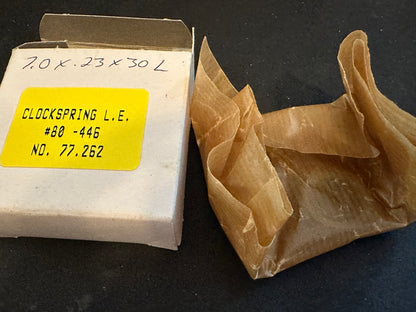 7.0 x .23 x 30 L
CLOCKSPRING L.E.
#80 -446
NO. 77.262